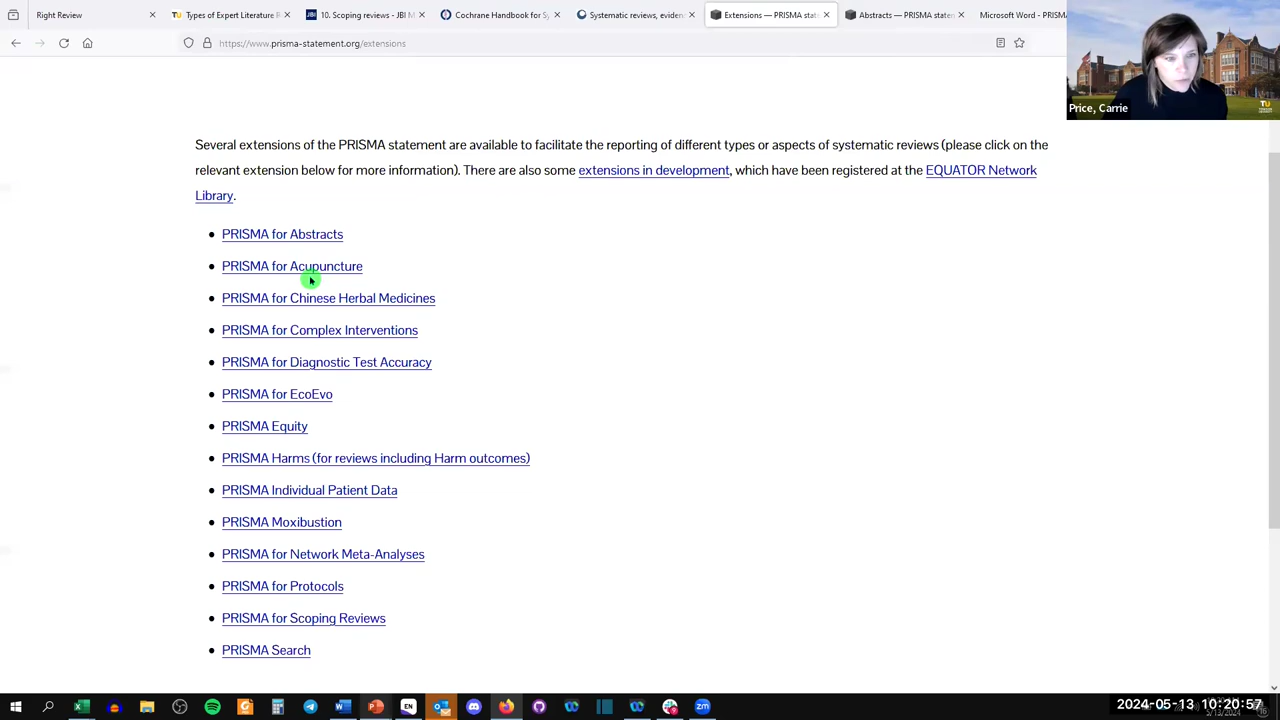 Right Review
Types of Expert Literature R
10. Scoping reviews - JBI M
Cochrane Handbook for Sy
Systematic reviews, eviden
Extensions — PRISMA stat
Abstracts — PRISMA staten
Microsoft Word - PRISM
https://www.prisma-statement.org/extensions
Price, Carrie
TU
Several extensions of the PRISMA statement are available to facilitate the reporting of different types or aspects of systematic reviews (please click on the
relevant extension below for more information). There are also some extensions in development, which have been registered at the EQUATOR Network
Library.
PRISMA for Abstracts
PRISMA for Acupuncture
PRISMA for Chinese Herbal Medicines
PRISMA for Complex Interventions
PRISMA for Diagnostic Test Accuracy
PRISMA for EcoEvo
PRISMA Equity
PRISMA Harms (for reviews including Harm outcomes)
PRISMA Individual Patient Data
PRISMA Moxibustion
PRISMA for Network Meta-Analyses
PRISMA for Protocols
PRISMA for Scoping Reviews
PRISMA Search
2024-05-13 10:20:57